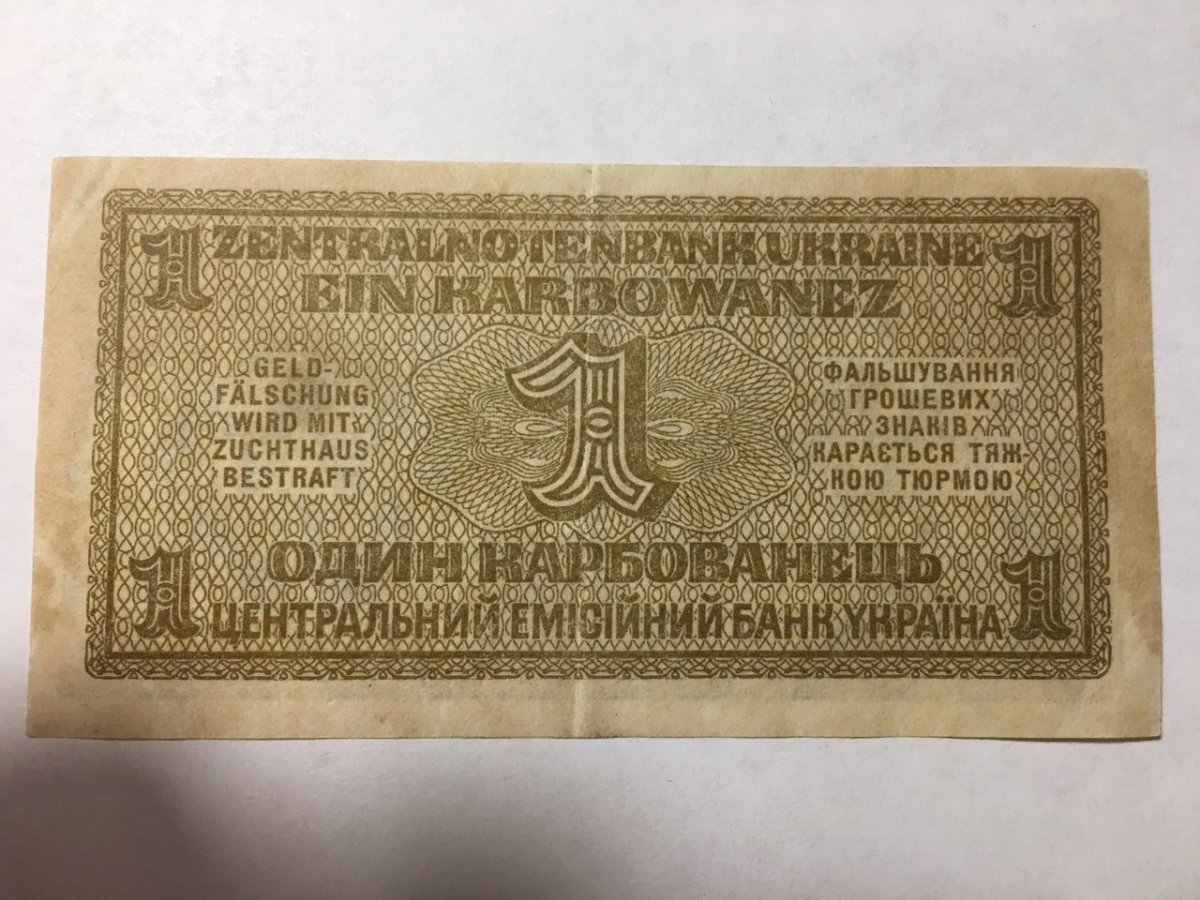 1 ZENTRALNOTENBANK UKRAINE 1
EIN KARBOWANEZ
GELD-
FÄLSCHUNG
WIRD MIT
ZUCHTHAUS
BESTRAFT
1
ФАЛЬШУВАННЯ
ГРОШЕВИХ
ЗНАКІВ
КАРАЄТЬСЯ ТЯЖ-
КОЮ ТЮРМОЮ
1 ОДИН КАРБОВАНЕЦЬ 1
ЦЕНТРАЛЬНИЙ ЕМІСІЙНИЙ БАНК УКРАЇНА